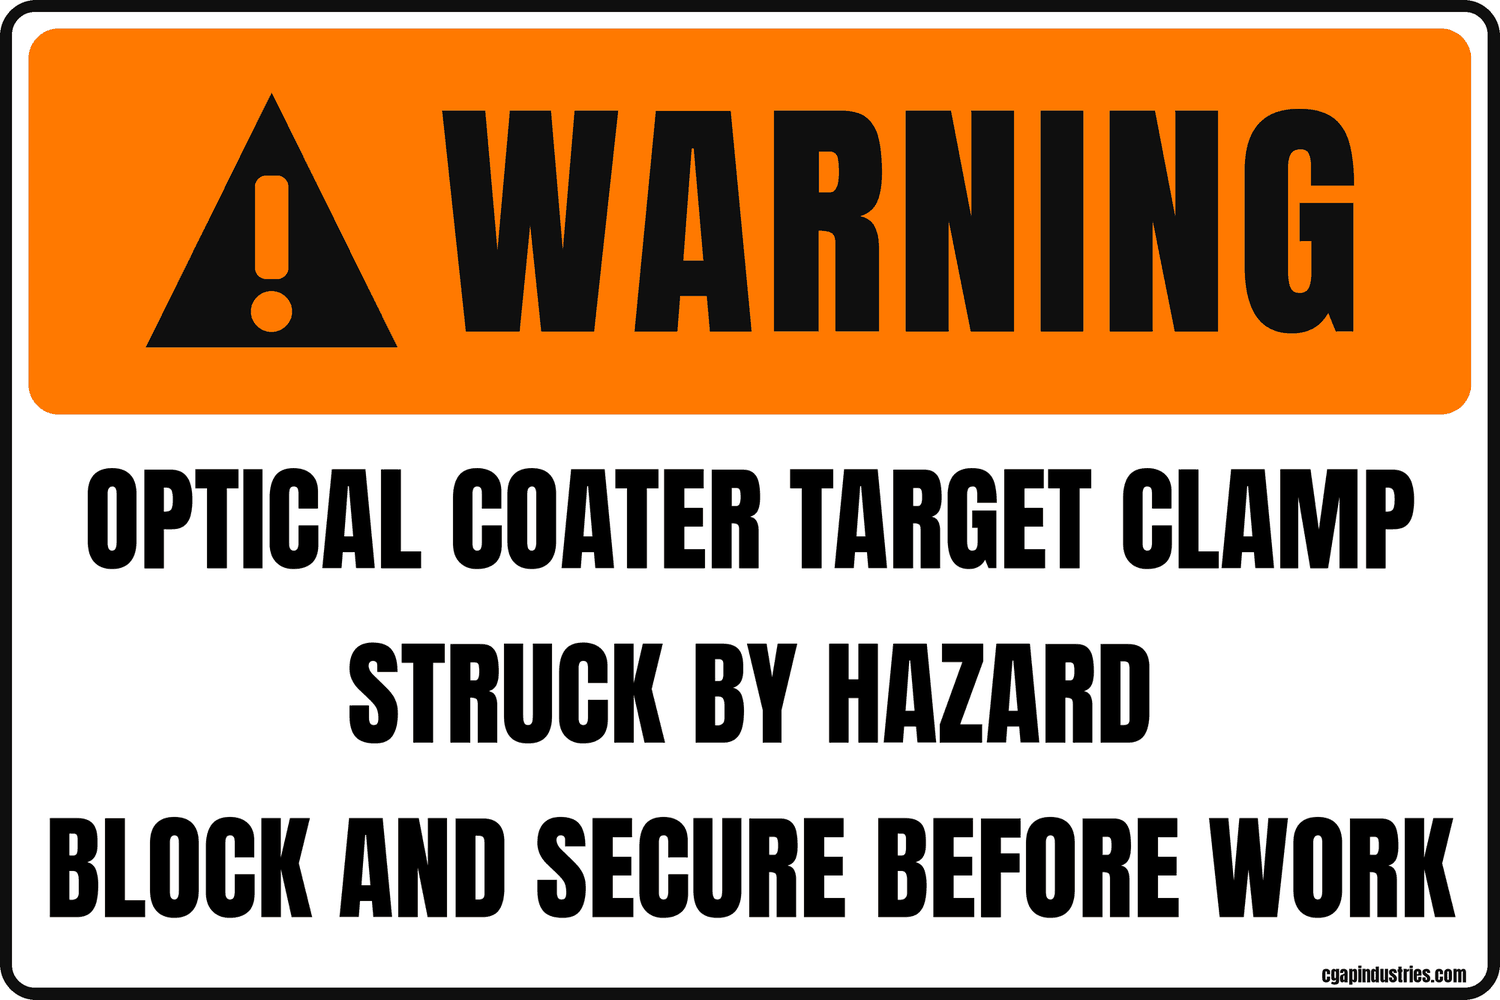 WARNING
OPTICAL COATER TARGET CLAMP
STRUCK BY HAZARD
BLOCK AND SECURE BEFORE WORK
cgapindustries.com